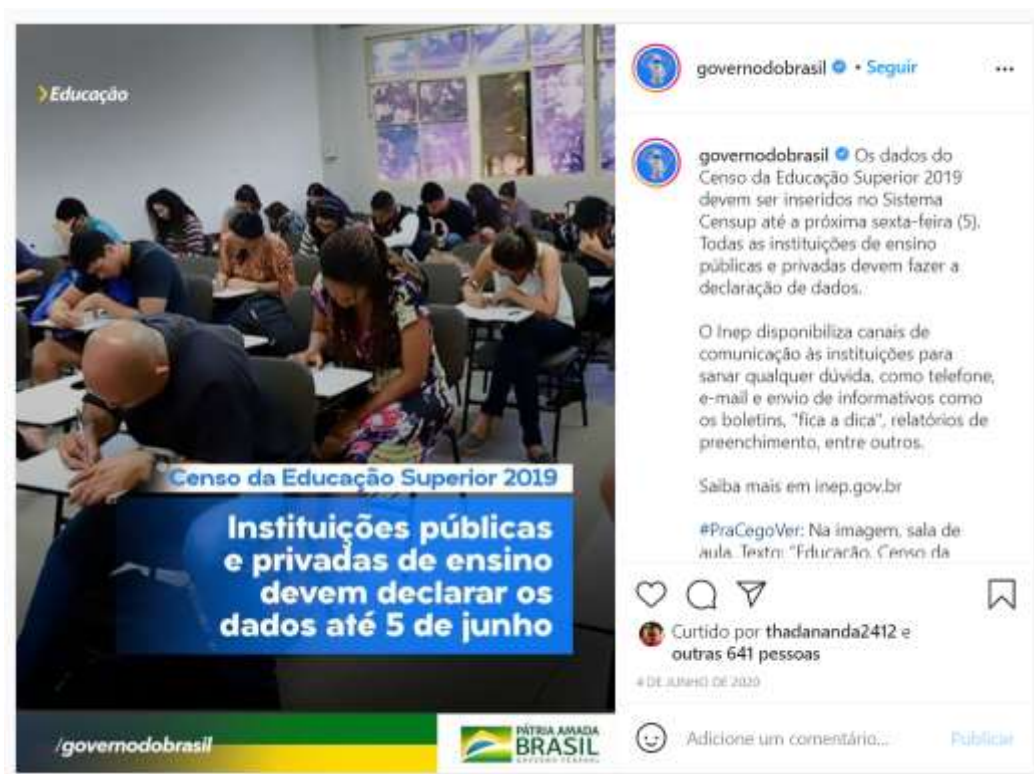 Educação
Censo da Educação Superior 2019
Instituições públicas
e privadas de ensino
devem declarar os
dados até 5 de junho
/governodobrasil
PÁTRIA AMADA
BRASIL
GOVERNO FEDERAL
governodobrasil • Seguir
governodobrasil Os dados do
Censo da Educação Superior 2019
devem ser inseridos no Sistema
Censup até a próxima sexta-feira (5).
Todas as instituições de ensino
públicas e privadas devem fazer a
declaração de dados.
O Inep disponibiliza canais de
comunicação às instituições para
sanar qualquer dúvida, como telefone,
e-mail e envio de informativos como
os boletins, "fica a dica", relatórios de
preenchimento, entre outros.
Saiba mais em inep.gov.br
#PraCegoVer: Na imagem, sala de
aula. Texto: "Educação, Censo da
Curtido por thadananda2412 e
outras 641 pessoas
4 DE JUNHO DE 2020
Adicione um comentário... Publicar